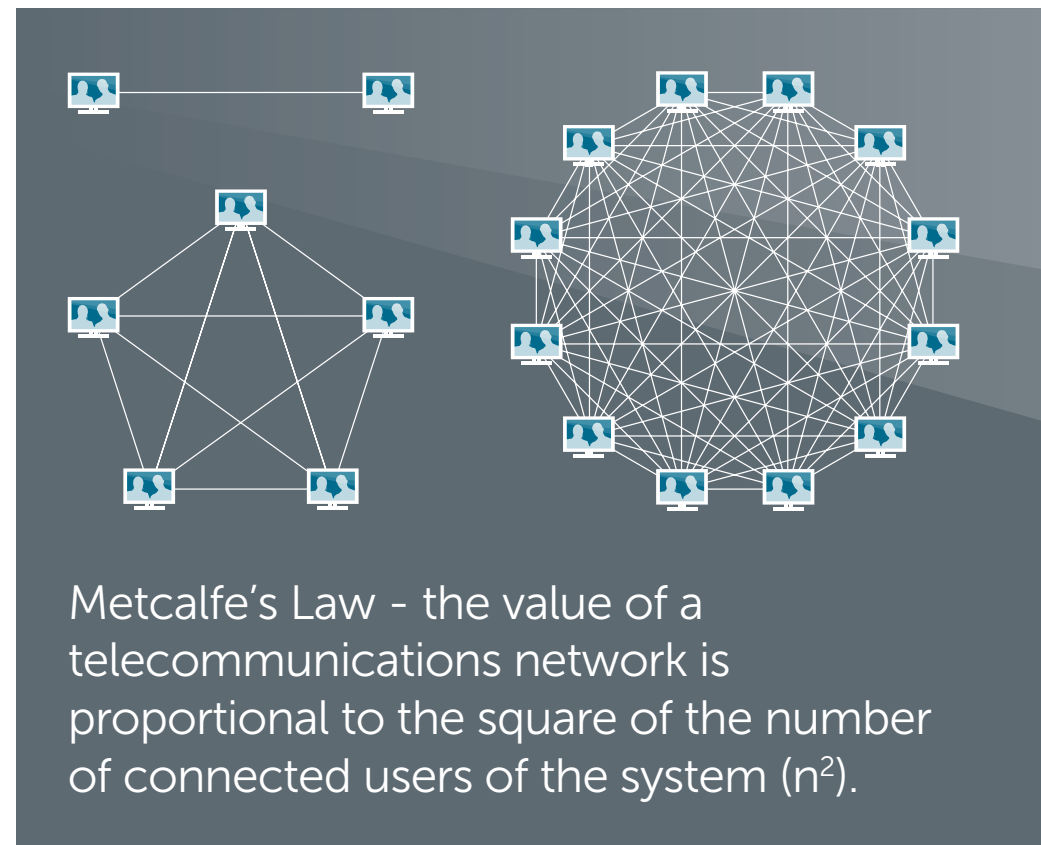 Metcalfe’s Law - the value of a
telecommunications network is
proportional to the square of the number
of connected users of the system (n²).